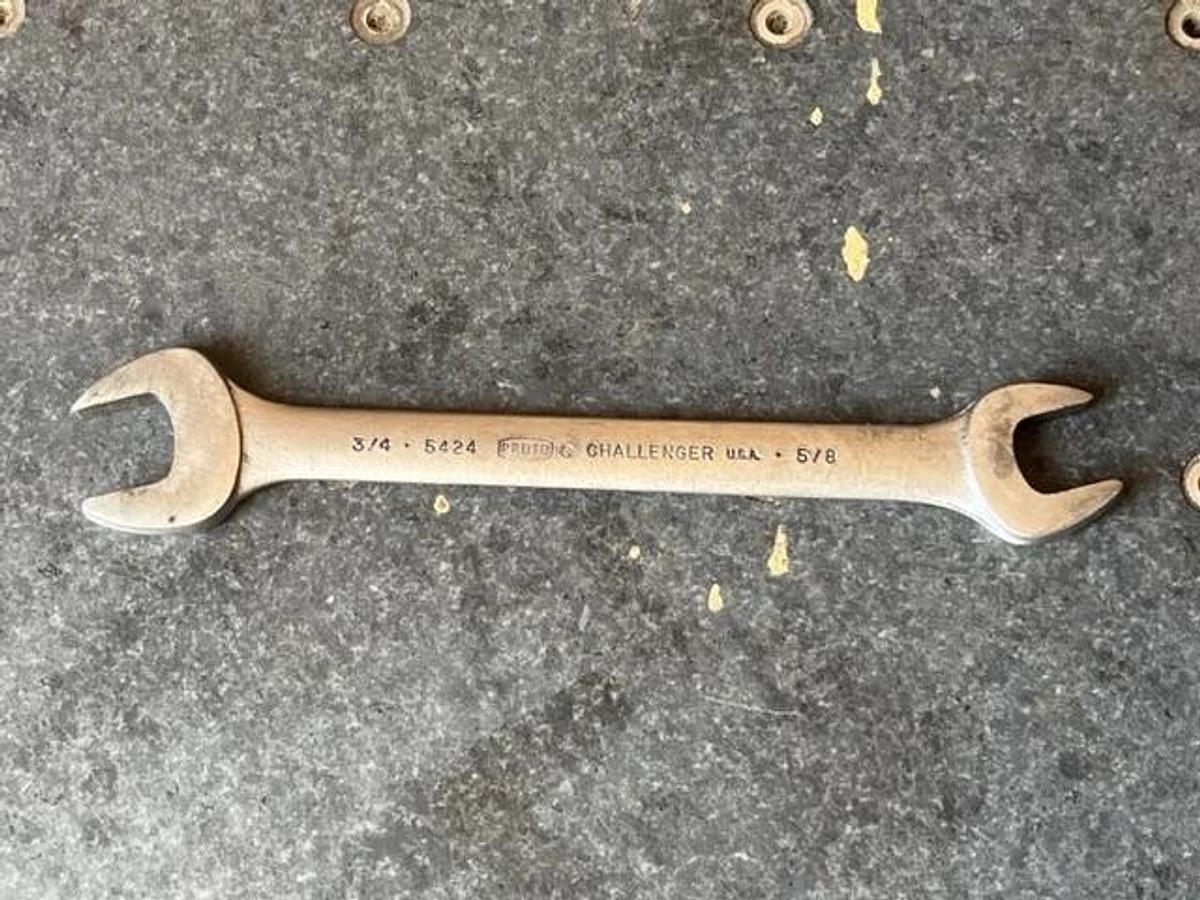 3/4 • 5424 PROTO CHALLENGER U.S.A. • 5/8